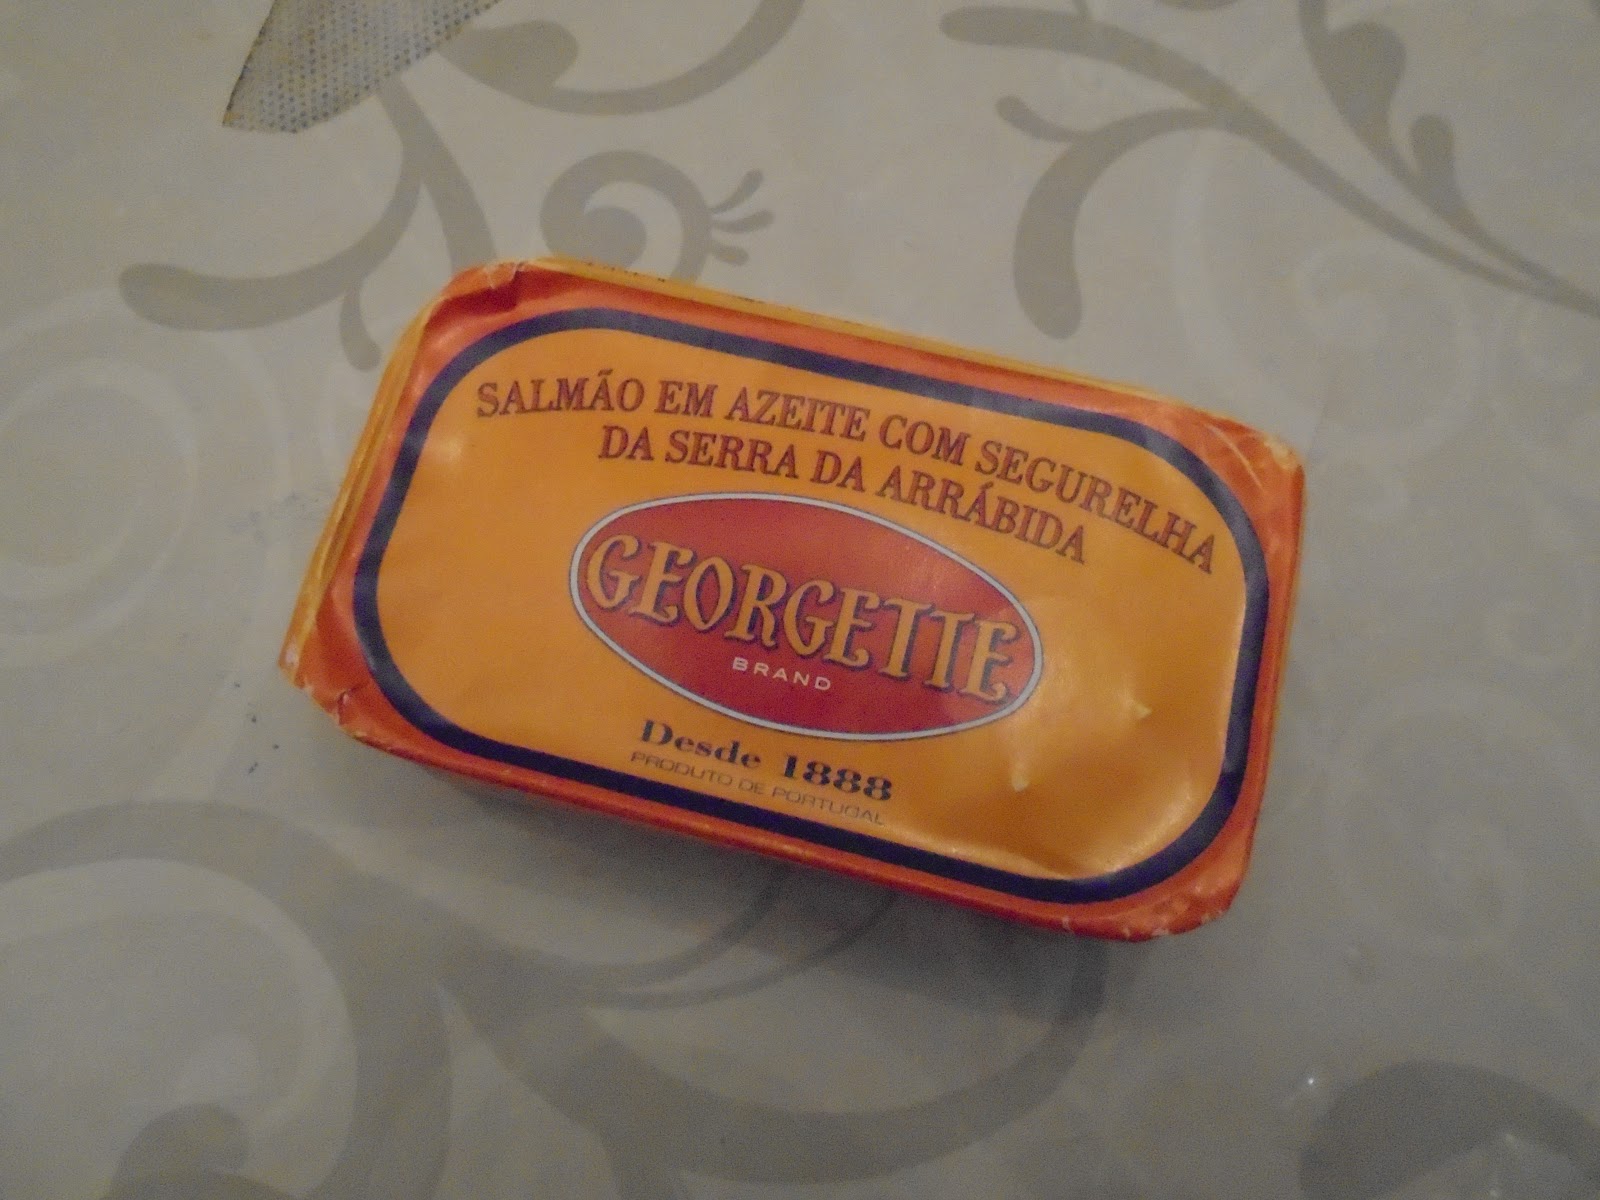 SALMÃO EM AZEITE COM SEGURELHA
DA SERRA DA ARRÁBIDA
GEORGETTE
BRAND
Desde 1888
PRODUTO DE PORTUGAL